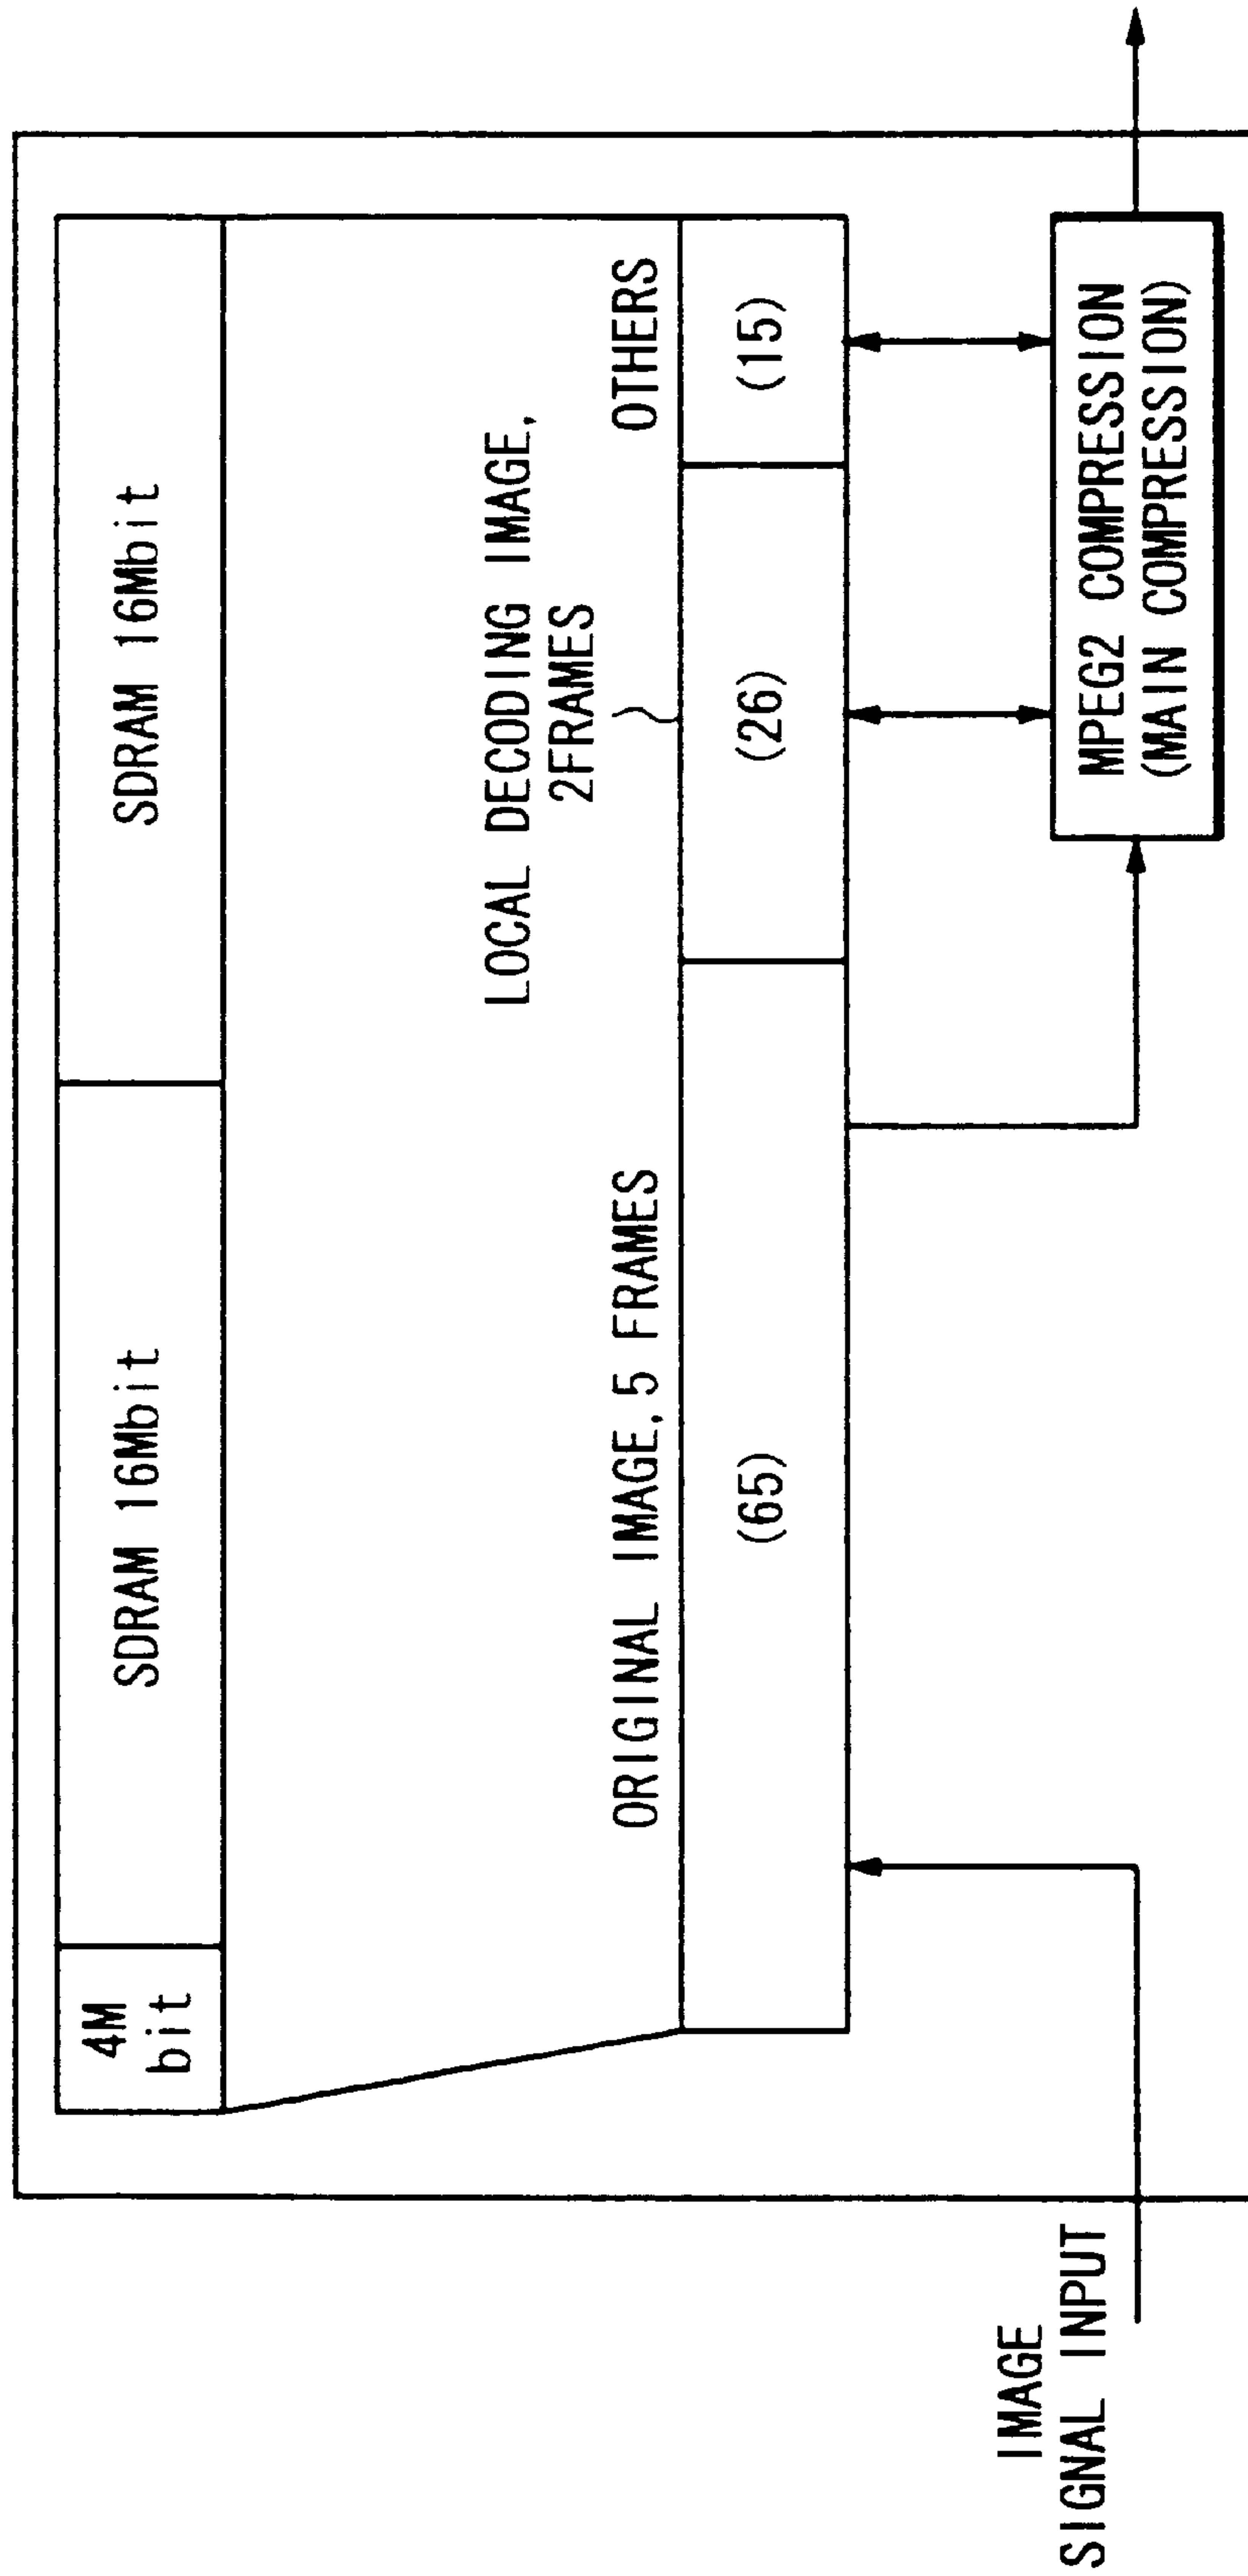 4M
bit
SDRAM 16Mbit
SDRAM 16Mbit
LOCAL DECODING IMAGE,
2FRAMES
ORIGINAL IMAGE, 5 FRAMES
OTHERS
(65)
(26)
(15)
IMAGE
SIGNAL INPUT
MPEG2 COMPRESSION
(MAIN COMPRESSION)